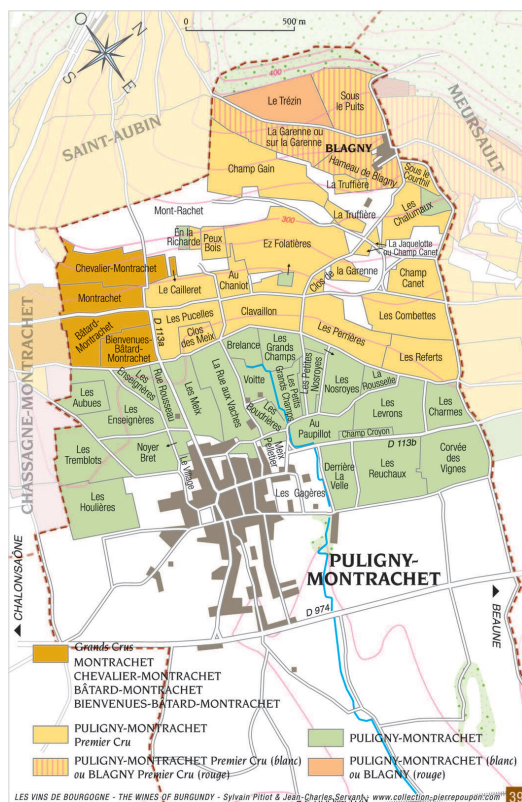 0 500 m
O
N
S
E
400
Le Trézin
Sous
le Puits
MEURSAULT
SAINT-AUBIN
La Garenne ou
sur la Garenne
BLAGNY
Hameau de Blagny
Sous le
Courthil
Champ Gain
La Truffière
La Truffière
Les
Chalumaux
Mont-Rachet
300
En la
Richarde
Peux
Bois
Ez Folatières
La Jaquelotte
ou Champ Canet
Chevalier-Montrachet
Au
Chaniot
Clos de
la Garenne
Champ
Canet
Montrachet
Le Cailleret
Les Pucelles
Clavaillon
Les Combettes
Bâtard-
Montrachet
Bienvenues-
Bâtard-
Montrachet
D 113a
Clos
des Meix
Les Perrières
Les Referts
CHASSAGNE-MONTRACHET
Brelance
Les
Grands
Champs
Les
Enseignères
Rue Rousseau
La Rue aux Vaches
Voitte
Les Petits
Grands Champs
Les Petites
Nosroyes
Les
Nosroyes
La
Rousselle
Les
Aubues
Les
Enseignères
Les Meix
Les
Boudrières
Les
Levrons
Les
Charmes
Au
Paupillot
Champ Croyon
D 113b
Les
Tremblots
Noyer
Bret
Le Village
Meix
Pelletier
Derrière
La
Velle
Les
Reuchaux
Corvée
des
Vignes
Les
Houlières
Les Gagères
PULIGNY-
MONTRACHET
CHALON/SAÔNE
D 974
BEAUNE
Grands Crus
MONTRACHET
CHEVALIER-MONTRACHET
BÂTARD-MONTRACHET
BIENVENUES-BÂTARD-MONTRACHET
PULIGNY-MONTRACHET
Premier Cru
PULIGNY-MONTRACHET
PULIGNY-MONTRACHET Premier Cru (blanc)
ou BLAGNY Premier Cru (rouge)
PULIGNY-MONTRACHET (blanc)
ou BLAGNY (rouge)
LES VINS DE BOURGOGNE - THE WINES OF BURGUNDY - Sylvain Pitiot & Jean-Charles Servant - www.collection-pierrepoupon.com